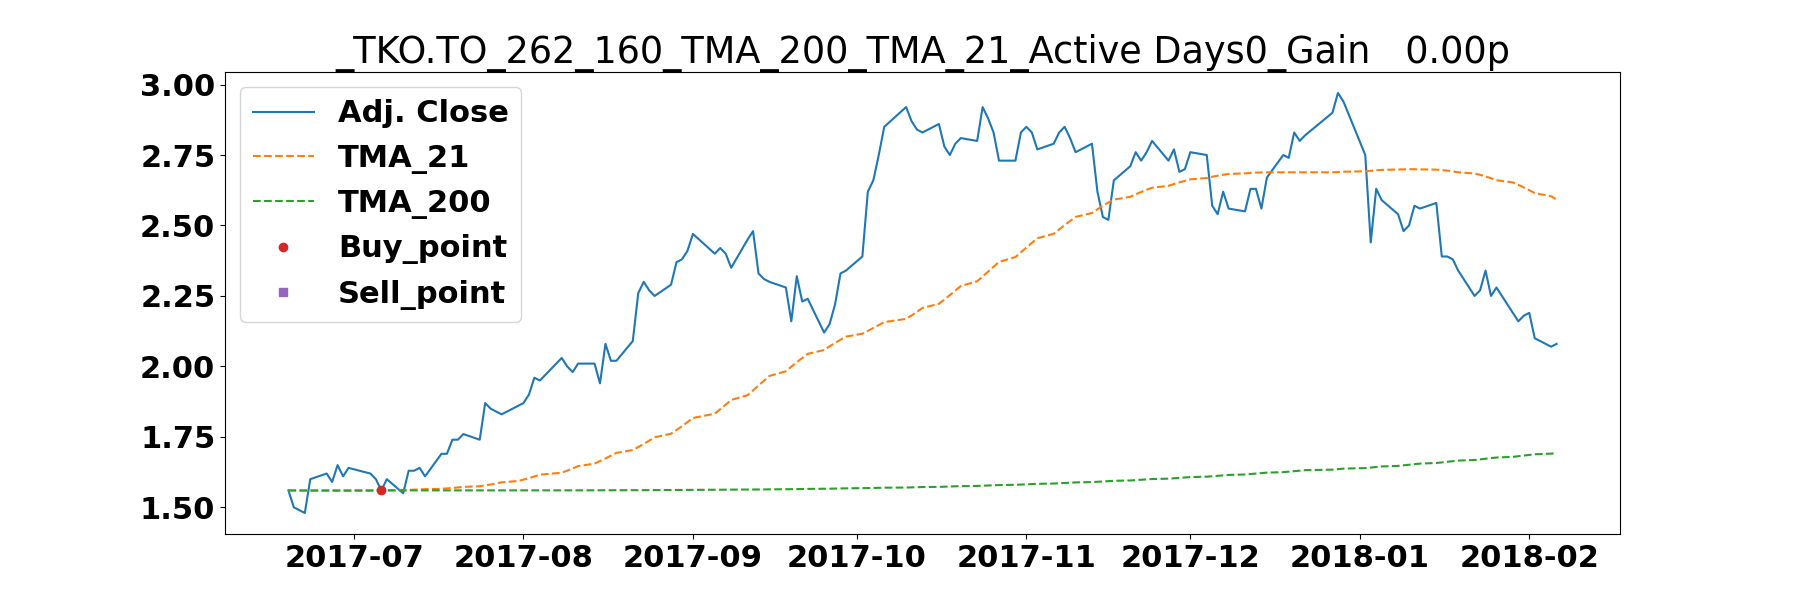 _TKO.TO_262_160_TMA_200_TMA_21_Active Days0_Gain   0.00p
3.00
2.75
2.50
2.25
2.00
1.75
1.50
Adj. Close
TMA_21
TMA_200
Buy_point
Sell_point
2017-07 2017-08 2017-09 2017-10 2017-11 2017-12 2018-01 2018-02